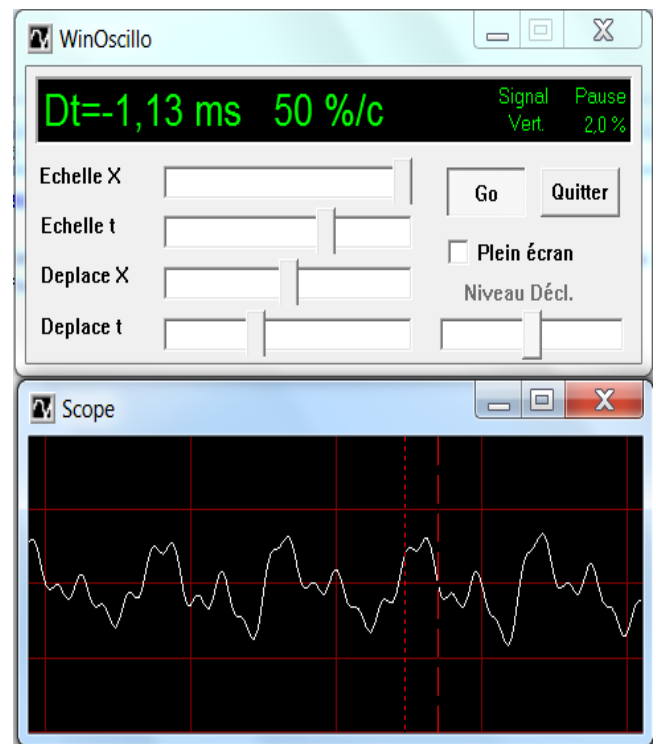 WinOscillo
Dt=-1,13 ms 50 %/c
Signal Pause
Vert. 2,0 %
Echelle X
Echelle t
Deplace X
Deplace t
Go
Quitter
Plein écran
Niveau Décl.
Scope